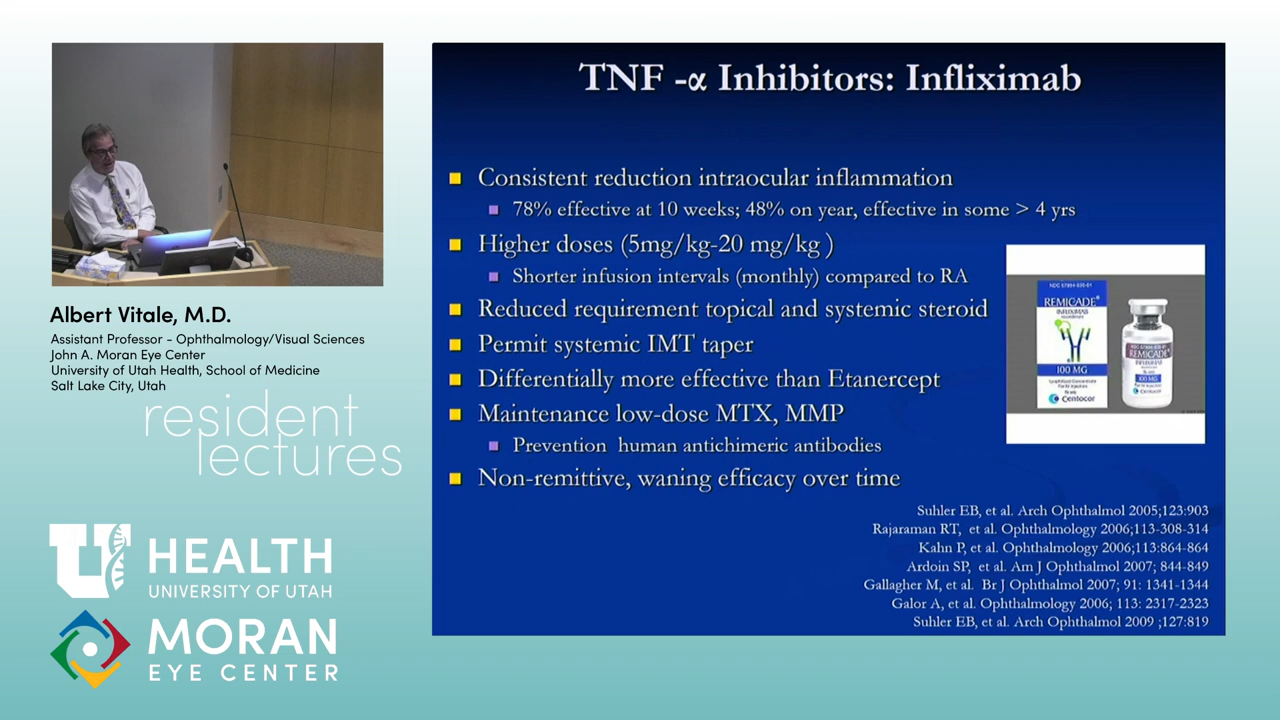 TNF -α Inhibitors: Infliximab
Consistent reduction intraocular inflammation
78% effective at 10 weeks; 48% on year, effective in some > 4 yrs
Higher doses (5mg/kg-20 mg/kg )
Shorter infusion intervals (monthly) compared to RA
Reduced requirement topical and systemic steroid
Permit systemic IMT taper
Differentially more effective than Etanercept
Maintenance low-dose MTX, MMP
Prevention human antichimeric antibodies
Non-remittive, waning efficacy over time
REMICADE
INFLIXIMAB
100 MG
Centocor
REMICADE
100 MG
Centocor
Suhler EB, et al. Arch Ophthalmol 2005;123:903
Rajaraman RT, et al. Ophthalmology 2006;113-308-314
Kahn P, et al. Ophthalmology 2006;113:864-864
Ardoin SP, et al. Am J Ophthalmol 2007; 844-849
Gallagher M, et al. Br J Ophthalmol 2007; 91: 1341-1344
Galor A, et al. Ophthalmology 2006; 113: 2317-2323
Suhler EB, et al. Arch Ophthalmol 2009 ;127:819
Albert Vitale, M.D.
Assistant Professor - Ophthalmology/Visual Sciences
John A. Moran Eye Center
University of Utah Health, School of Medicine
Salt Lake City, Utah
resident
lectures
U HEALTH
UNIVERSITY OF UTAH
MORAN
EYE CENTER